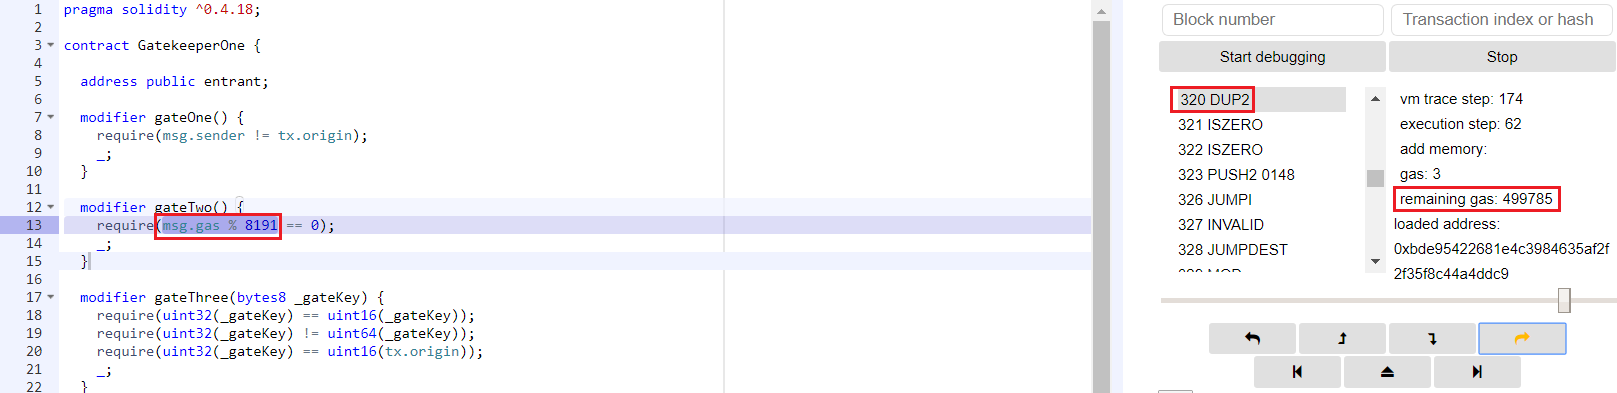 1 pragma solidity ^0.4.18;
2
3 contract GatekeeperOne {
4
5 address public entrant;
6
7 modifier gateOne() {
8 require(msg.sender != tx.origin);
9 _;
10 }
11
12 modifier gateTwo() {
13 require(msg.gas % 8191 == 0);
14 _;
15 }
16
17 modifier gateThree(bytes8 _gateKey) {
18 require(uint32(_gateKey) == uint16(_gateKey));
19 require(uint32(_gateKey) != uint64(_gateKey));
20 require(uint32(_gateKey) == uint16(tx.origin));
21 _;
22 }
Block number
Transaction index or hash
Start debugging
Stop
320 DUP2
321 ISZERO
322 ISZERO
323 PUSH2 0148
326 JUMPI
327 INVALID
328 JUMPDEST
vm trace step: 174
execution step: 62
add memory:
gas: 3
remaining gas: 499785
loaded address:
0xbde95422681e4c3984635af2f
2f35f8c44a4ddc9